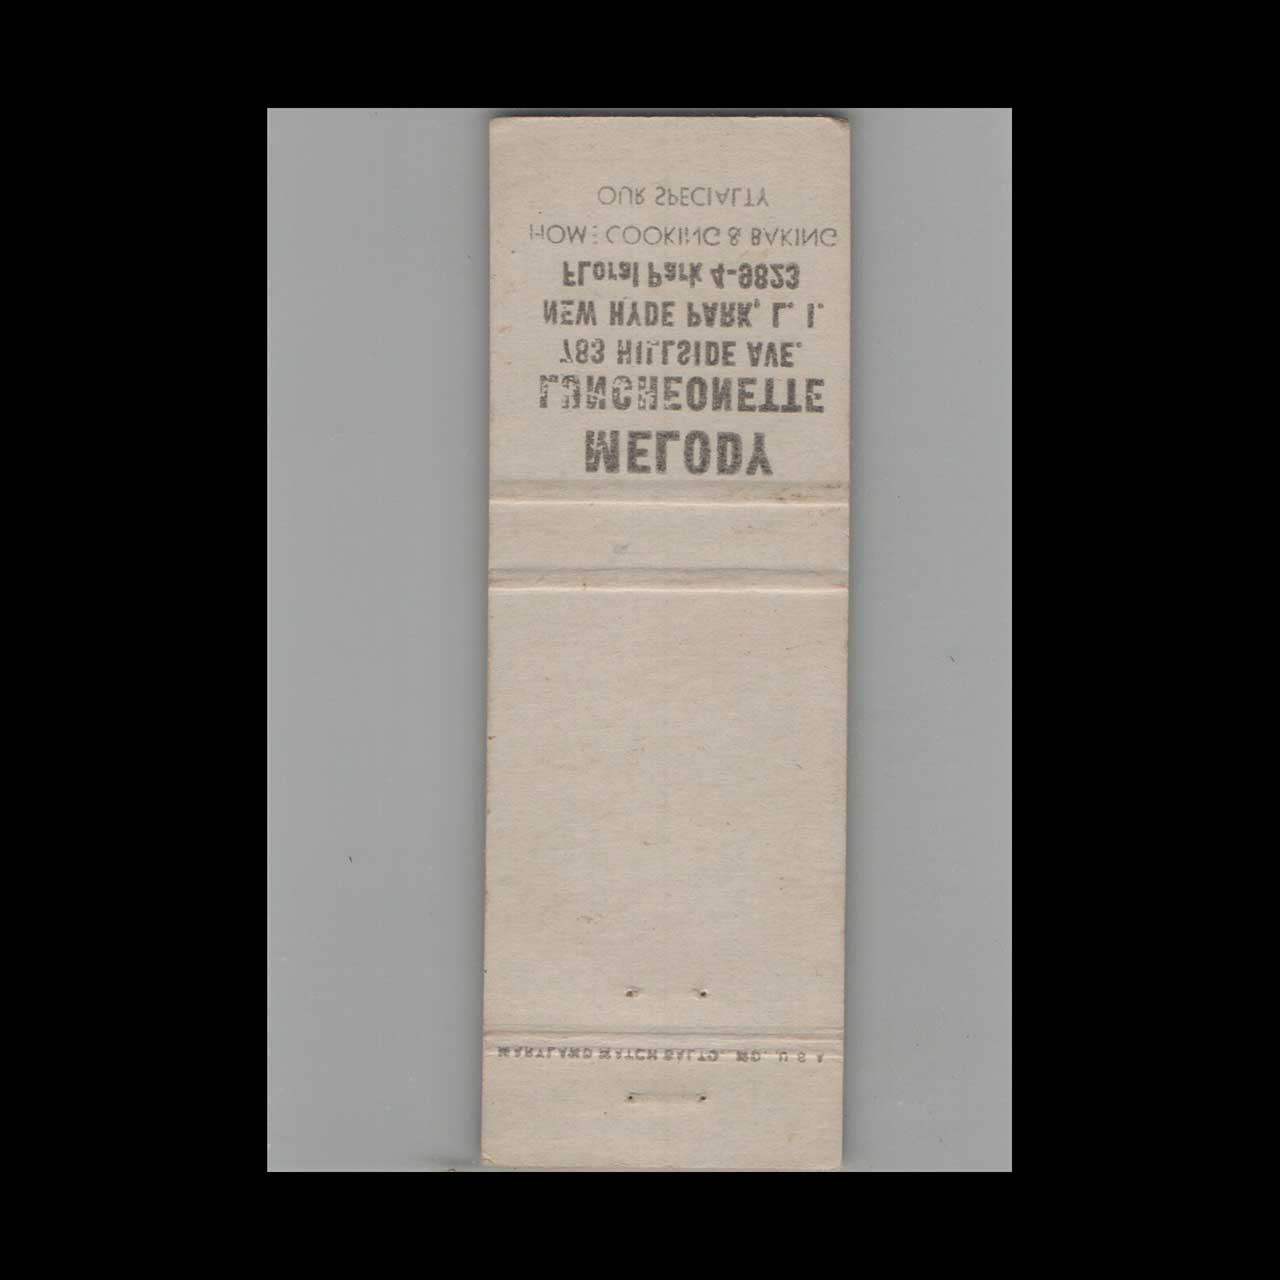 MARYLAND MATCH BALTO., MD., U S A
MELODY
LUNCHEONETTE
783 HILLSIDE AVE.
NEW HYDE PARK, L. I.
FLoral Park 4-9823
HOME COOKING & BAKING
OUR SPECIALTY